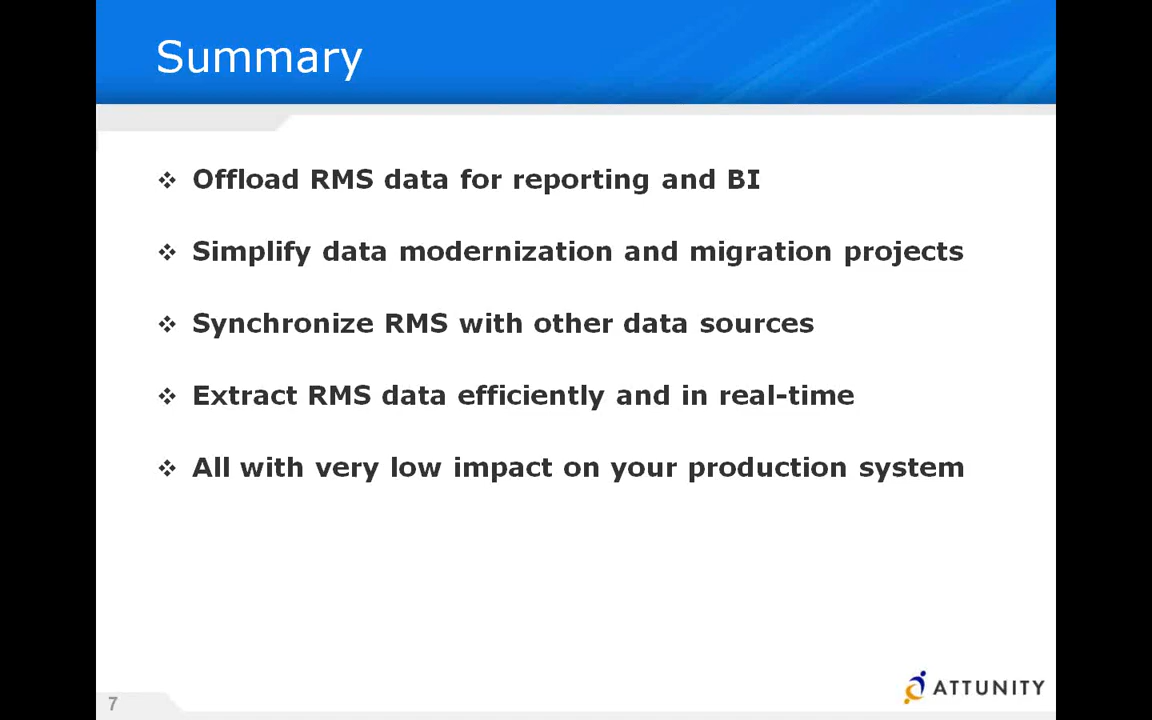 Summary
Offload RMS data for reporting and BI
Simplify data modernization and migration projects
Synchronize RMS with other data sources
Extract RMS data efficiently and in real-time
All with very low impact on your production system
7
ATTUNITY